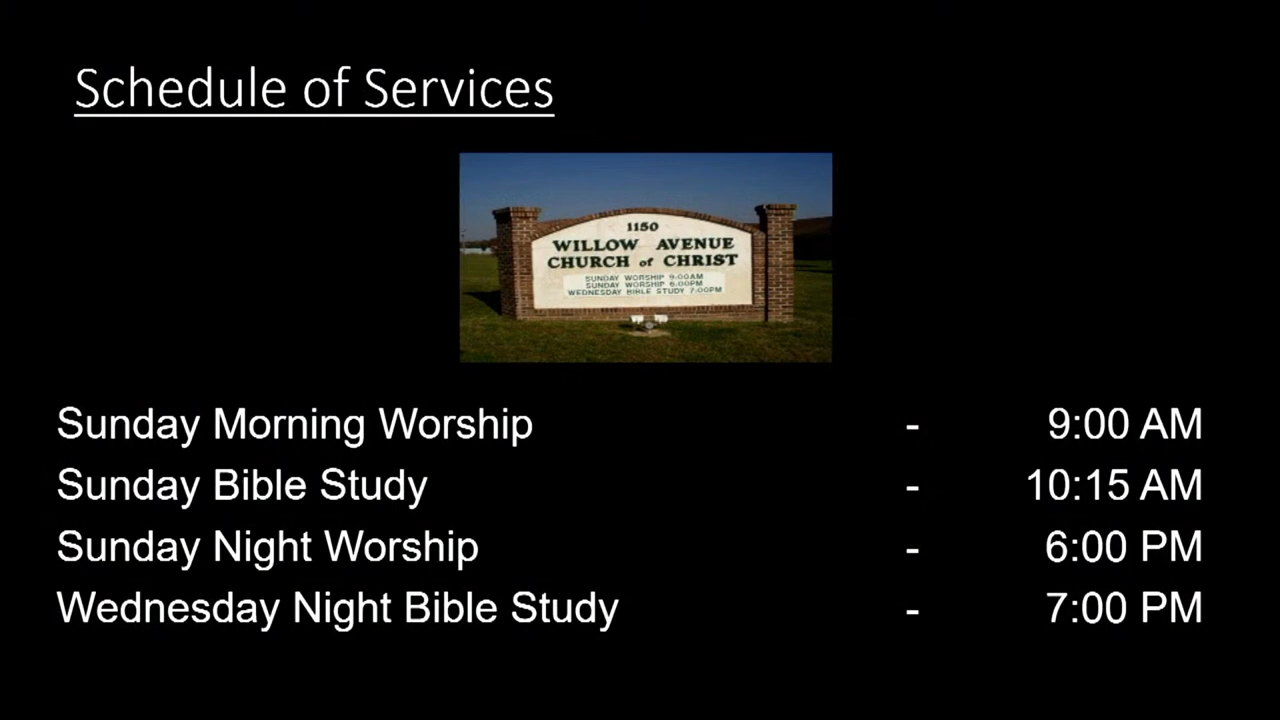 Schedule of Services
1150
WILLOW AVENUE
CHURCH of CHRIST
SUNDAY WORSHIP 9:00AM
SUNDAY WORSHIP 6:00PM
WEDNESDAY BIBLE STUDY 7:00PM
Sunday Morning Worship - 9:00 AM
Sunday Bible Study - 10:15 AM
Sunday Night Worship - 6:00 PM
Wednesday Night Bible Study - 7:00 PM